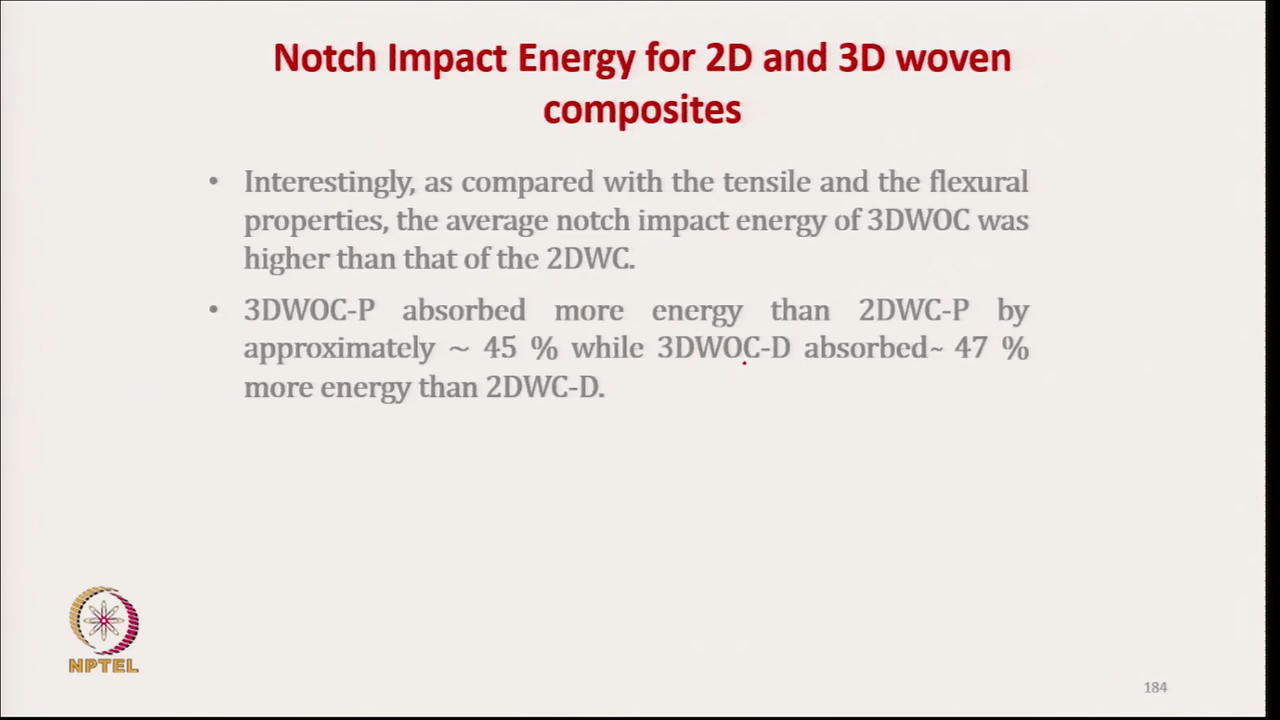 Notch Impact Energy for 2D and 3D woven
composites
• Interestingly, as compared with the tensile and the flexural
properties, the average notch impact energy of 3DWOC was
higher than that of the 2DWC.
• 3DWOC-P absorbed more energy than 2DWC-P by
approximately ~ 45 % while 3DWOC-D absorbed~ 47 %
more energy than 2DWC-D.
NPTEL
184